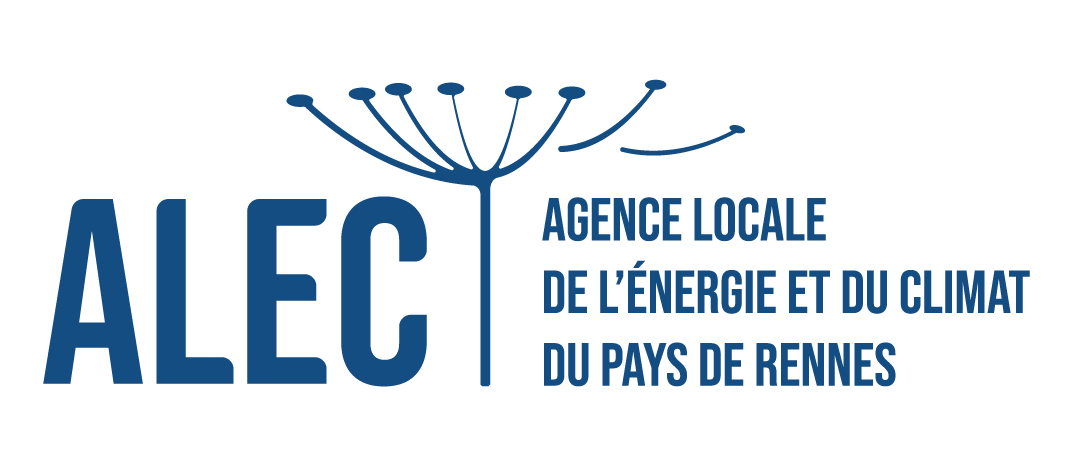 ALEC
AGENCE LOCALE
DE L’ÉNERGIE ET DU CLIMAT
DU PAYS DE RENNES